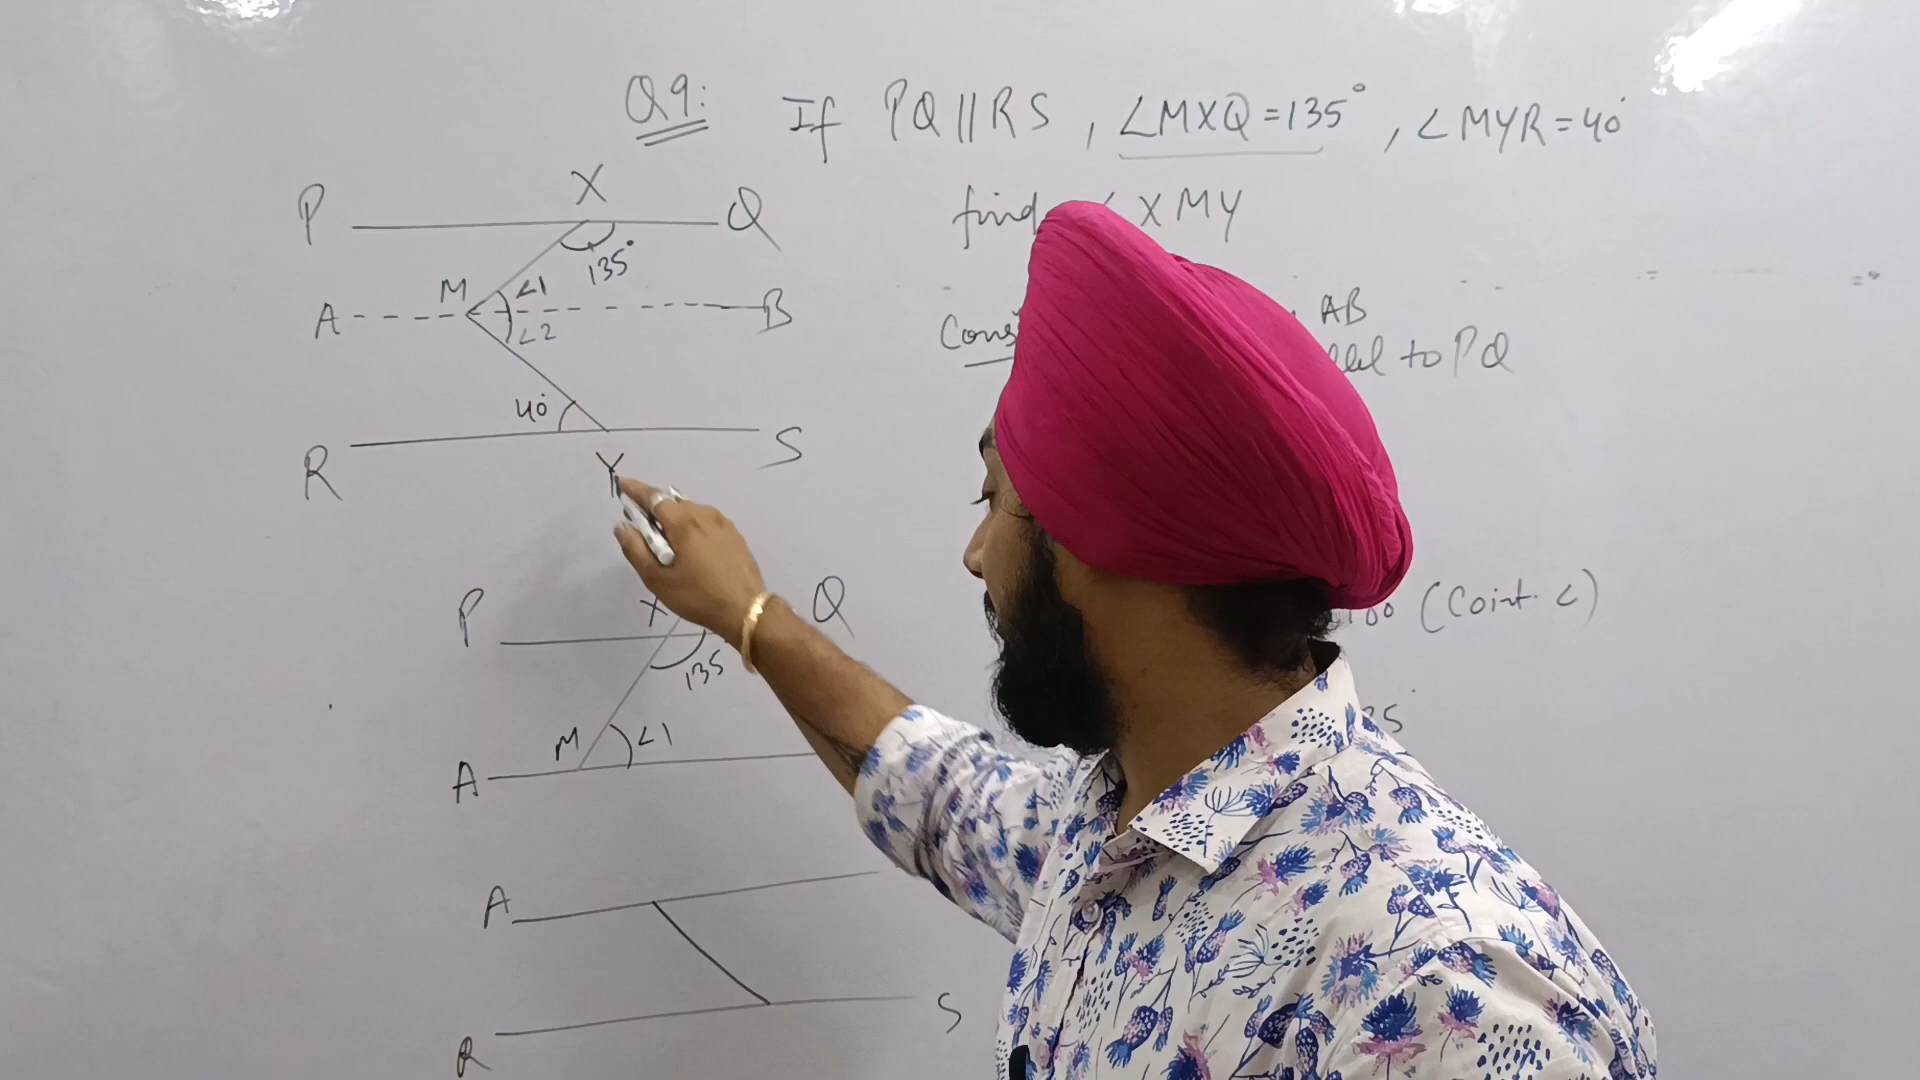 Q9: If PQ||RS, ∠MXQ=135°, ∠MYR=40°
find XMY
P X Q
135°
A M ∠1 B
∠2
AB
to PQ
40°
R Y S
P X Q
135
(Coint. ∠)
M ∠1
A
A
R S